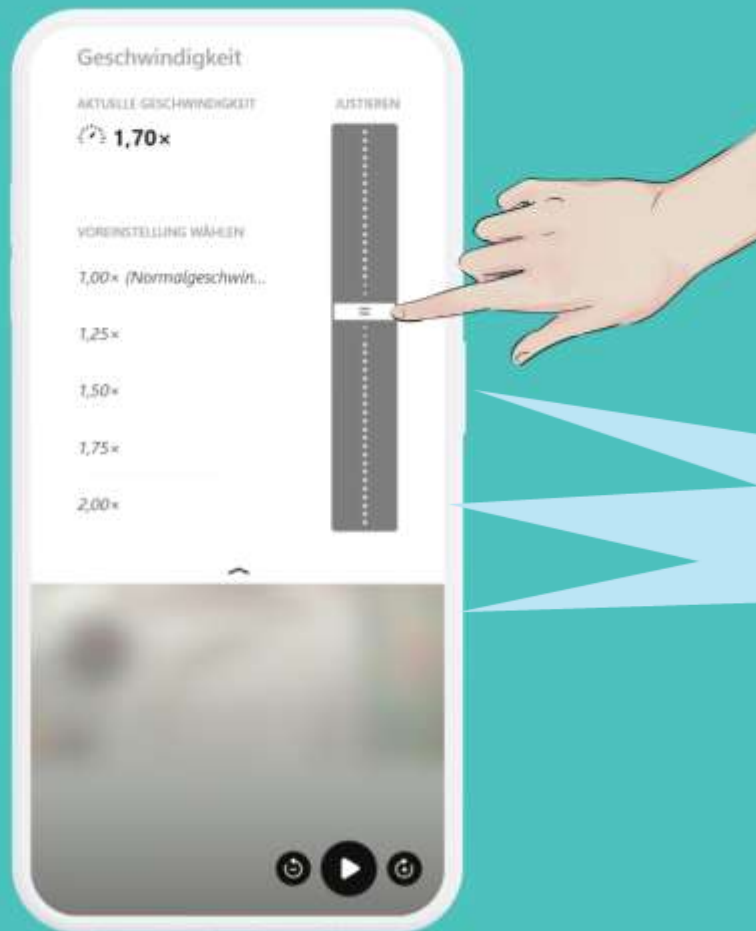 Geschwindigkeit
AKTUELLE GESCHWINDIGKEIT
JUSTIEREN
1,70×
VOREINSTELLUNG WÄHLEN
1,00× (Normalgeschwin...
1,25×
1,50×
1,75×
2,00×